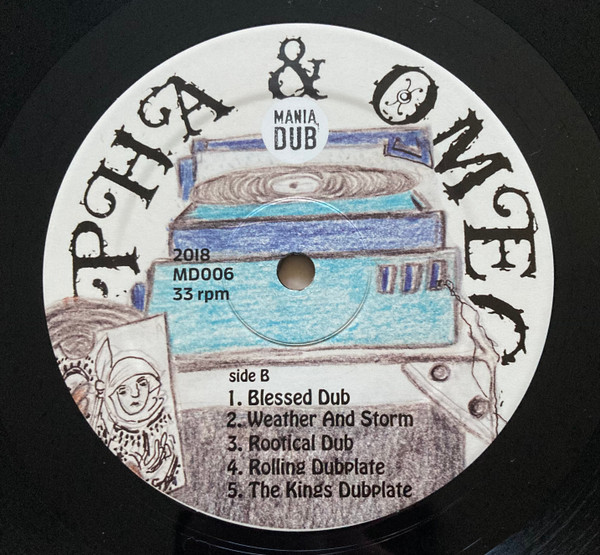 PHA & OMEG
MANIA
DUB
2018
MD006
33 rpm
side B
1. Blessed Dub
2. Weather And Storm
3. Rootical Dub
4. Rolling Dubplate
5. The Kings Dubplate